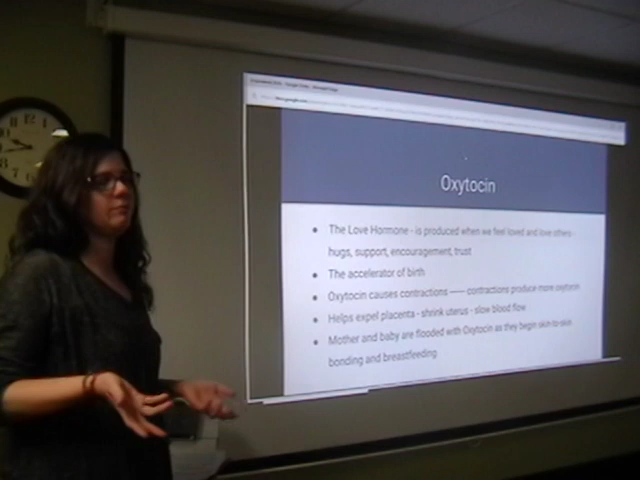 Oxytocin
The Love Hormone - is produced when we feel loved and love others -
hugs, support, encouragement, trust
The accelerator of birth
Oxytocin causes contractions ----- contractions produce more oxytocin
Helps expel placenta - shrink uterus - slow blood flow
Mother and baby are flooded with Oxytocin as they begin skin-to-skin
bonding and breastfeeding